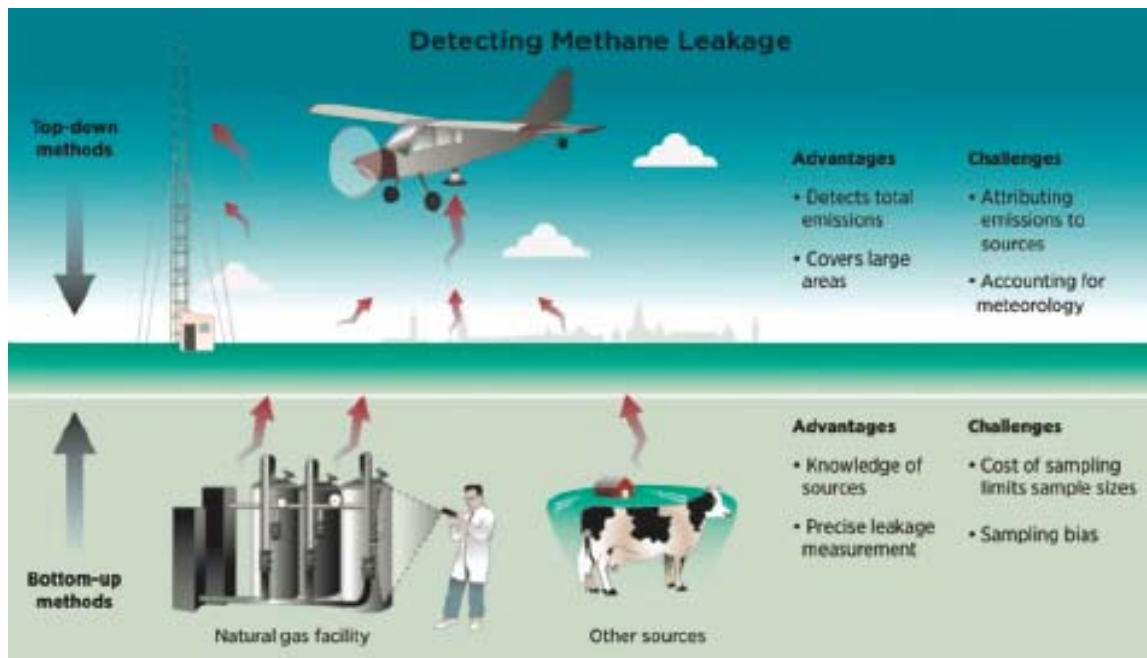 Detecting Methane Leakage
Top-down
methods
Advantages
• Detects total
emissions
• Covers large
areas
Challenges
• Attributing
emissions to
sources
• Accounting for
meteorology
Bottom-up
methods
Natural gas facility
Other sources
Advantages
• Knowledge of
sources
• Precise leakage
measurement
Challenges
• Cost of sampling
limits sample sizes
• Sampling bias